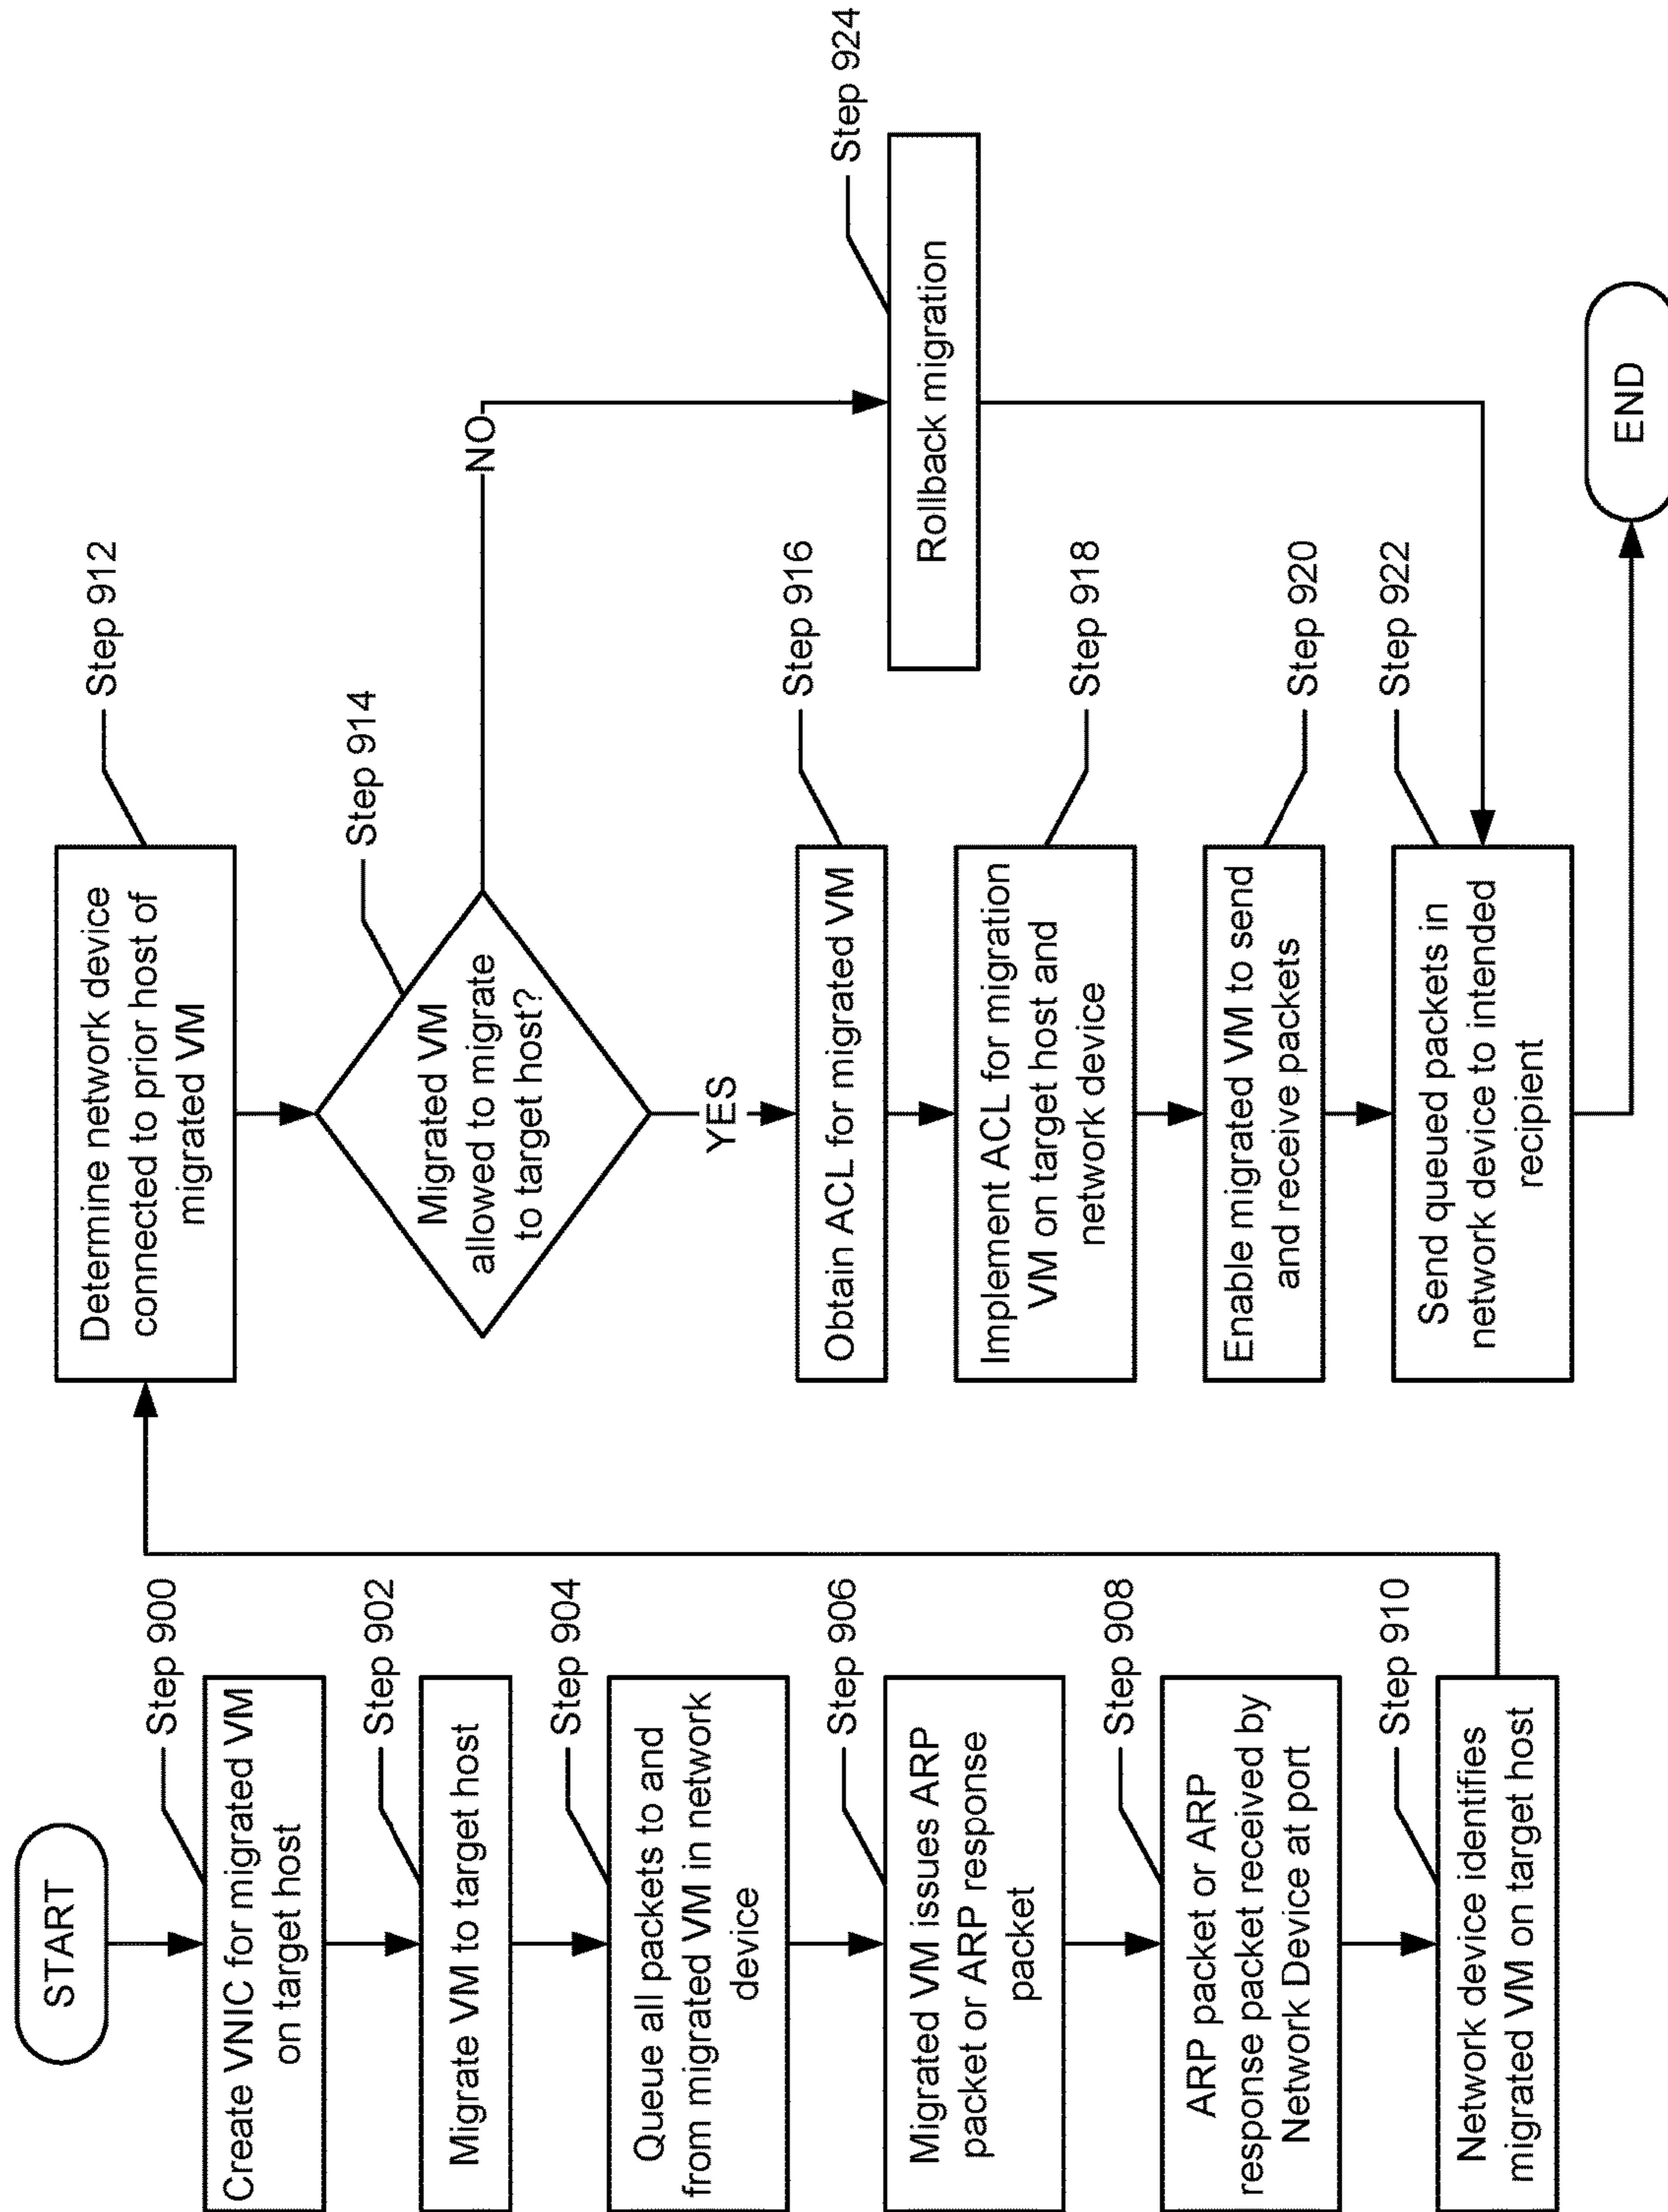 START
Step 900
Create VNIC for migrated VM
on target host
Step 902
Migrate VM to target host
Step 904
Queue all packets to and
from migrated VM in network
device
Step 906
Migrated VM issues ARP
packet or ARP response
packet
Step 908
ARP packet or ARP
response packet received by
Network Device at port
Step 910
Network device identifies
migrated VM on target host
Step 912
Determine network device
connected to prior host of
migrated VM
Step 914
Migrated VM
allowed to migrate
to target host?
NO
YES
Step 916
Obtain ACL for migrated VM
Step 918
Implement ACL for migration
VM on target host and
network device
Step 920
Enable migrated VM to send
and receive packets
Step 922
Send queued packets in
network device to intended
recipient
Step 924
Rollback migration
END